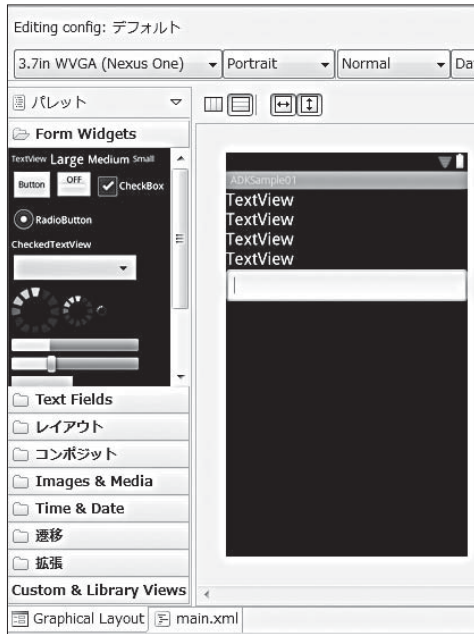 Editing config: デフォルト
3.7in WVGA (Nexus One) Portrait Normal Da
パレット
Form Widgets
TextView Large Medium Small
Button OFF CheckBox
RadioButton
CheckedTextView
Text Fields
レイアウト
コンポジット
Images & Media
Time & Date
遷移
拡張
Custom & Library Views
Graphical Layout main.xml
ADKSample01
TextView
TextView
TextView
TextView